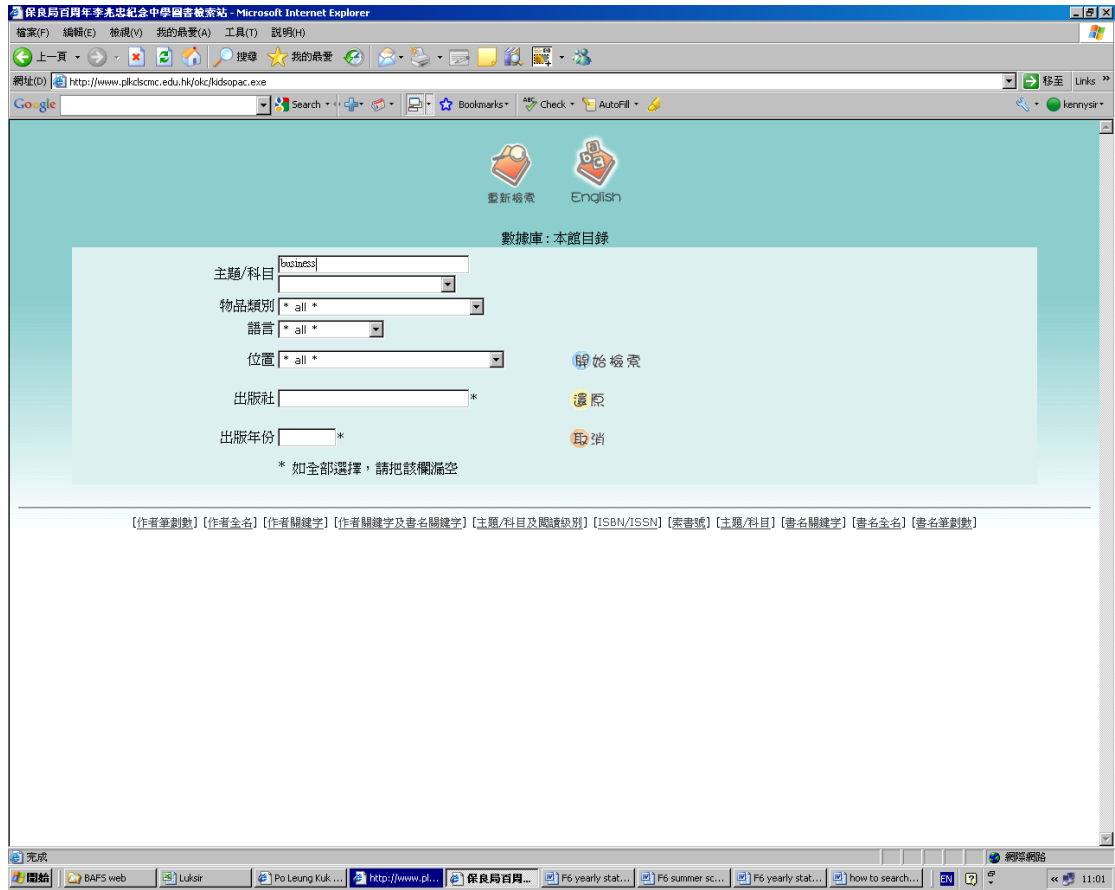 保良局百周年李兆忠紀念中學圖書檢索站 - Microsoft Internet Explorer
檔案(F) 編輯(E) 檢視(V) 我的最愛(A) 工具(T) 說明(H)
上一頁 搜尋 我的最愛
網址(D) http://www.plkclscmc.edu.hk/okc/kidsopac.exe 移至 Links »
Google Search Bookmarks Check AutoFill kennysir
重新檢索 English
數據庫 : 本館目錄
主題/科目 business
物品類別 * all *
語言 * all *
位置 * all * 開始檢索
出版社 * 還原
出版年份 * 取消
* 如全部選擇，請把該欄漏空
[作者筆劃數] [作者全名] [作者關鍵字] [作者關鍵字及書名關鍵字] [主題/科目及閱讀級別] [ISBN/ISSN] [索書號] [主題/科目] [書名關鍵字] [書名全名] [書名筆劃數]
完成 網際網路
開始 BAFS web Luksir Po Leung Kuk ... http://www.pl... 保良局百周... F6 yearly stat... F6 summer sc... F6 yearly stat... F6 yearly stat... how to search... EN « 11:01